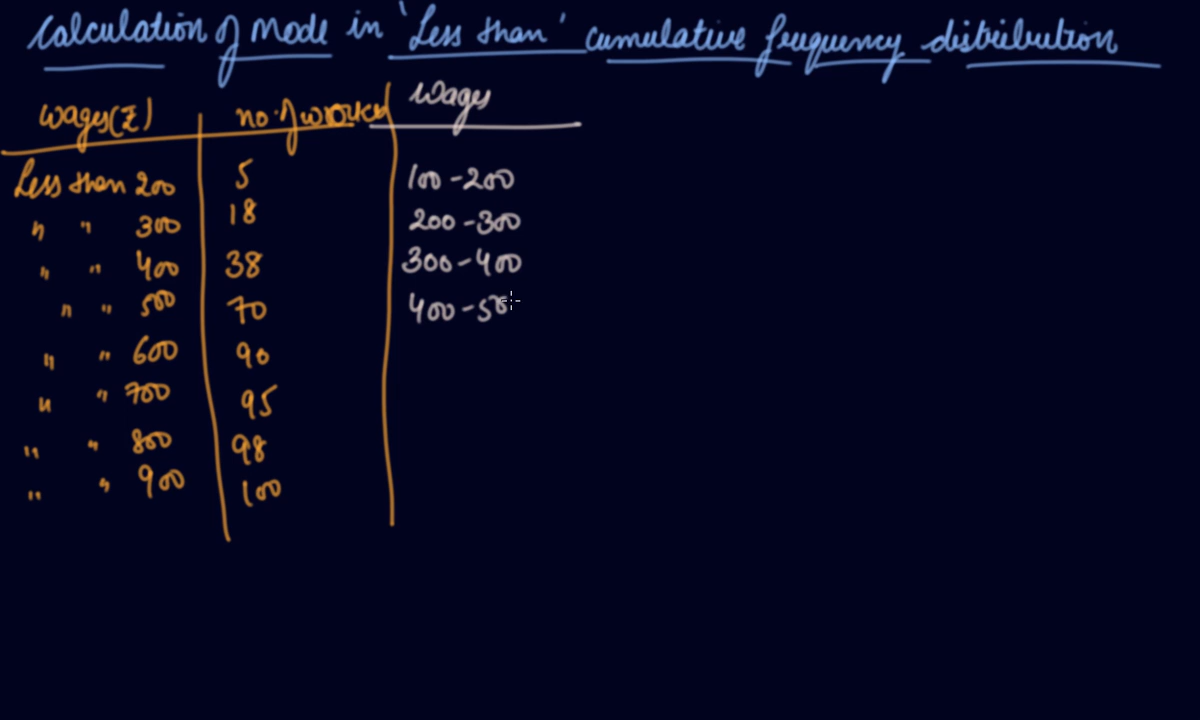 Calculation of Mode in 'Less than' cumulative frequency distribution
Wages(₹) no. of worker Wages
Less than 200 5 100-200
" " 300 18 200-300
" " 400 38 300-400
" " 500 70 400-50
" " 600 90
" " 700 95
" " 800 98
" " 900 100